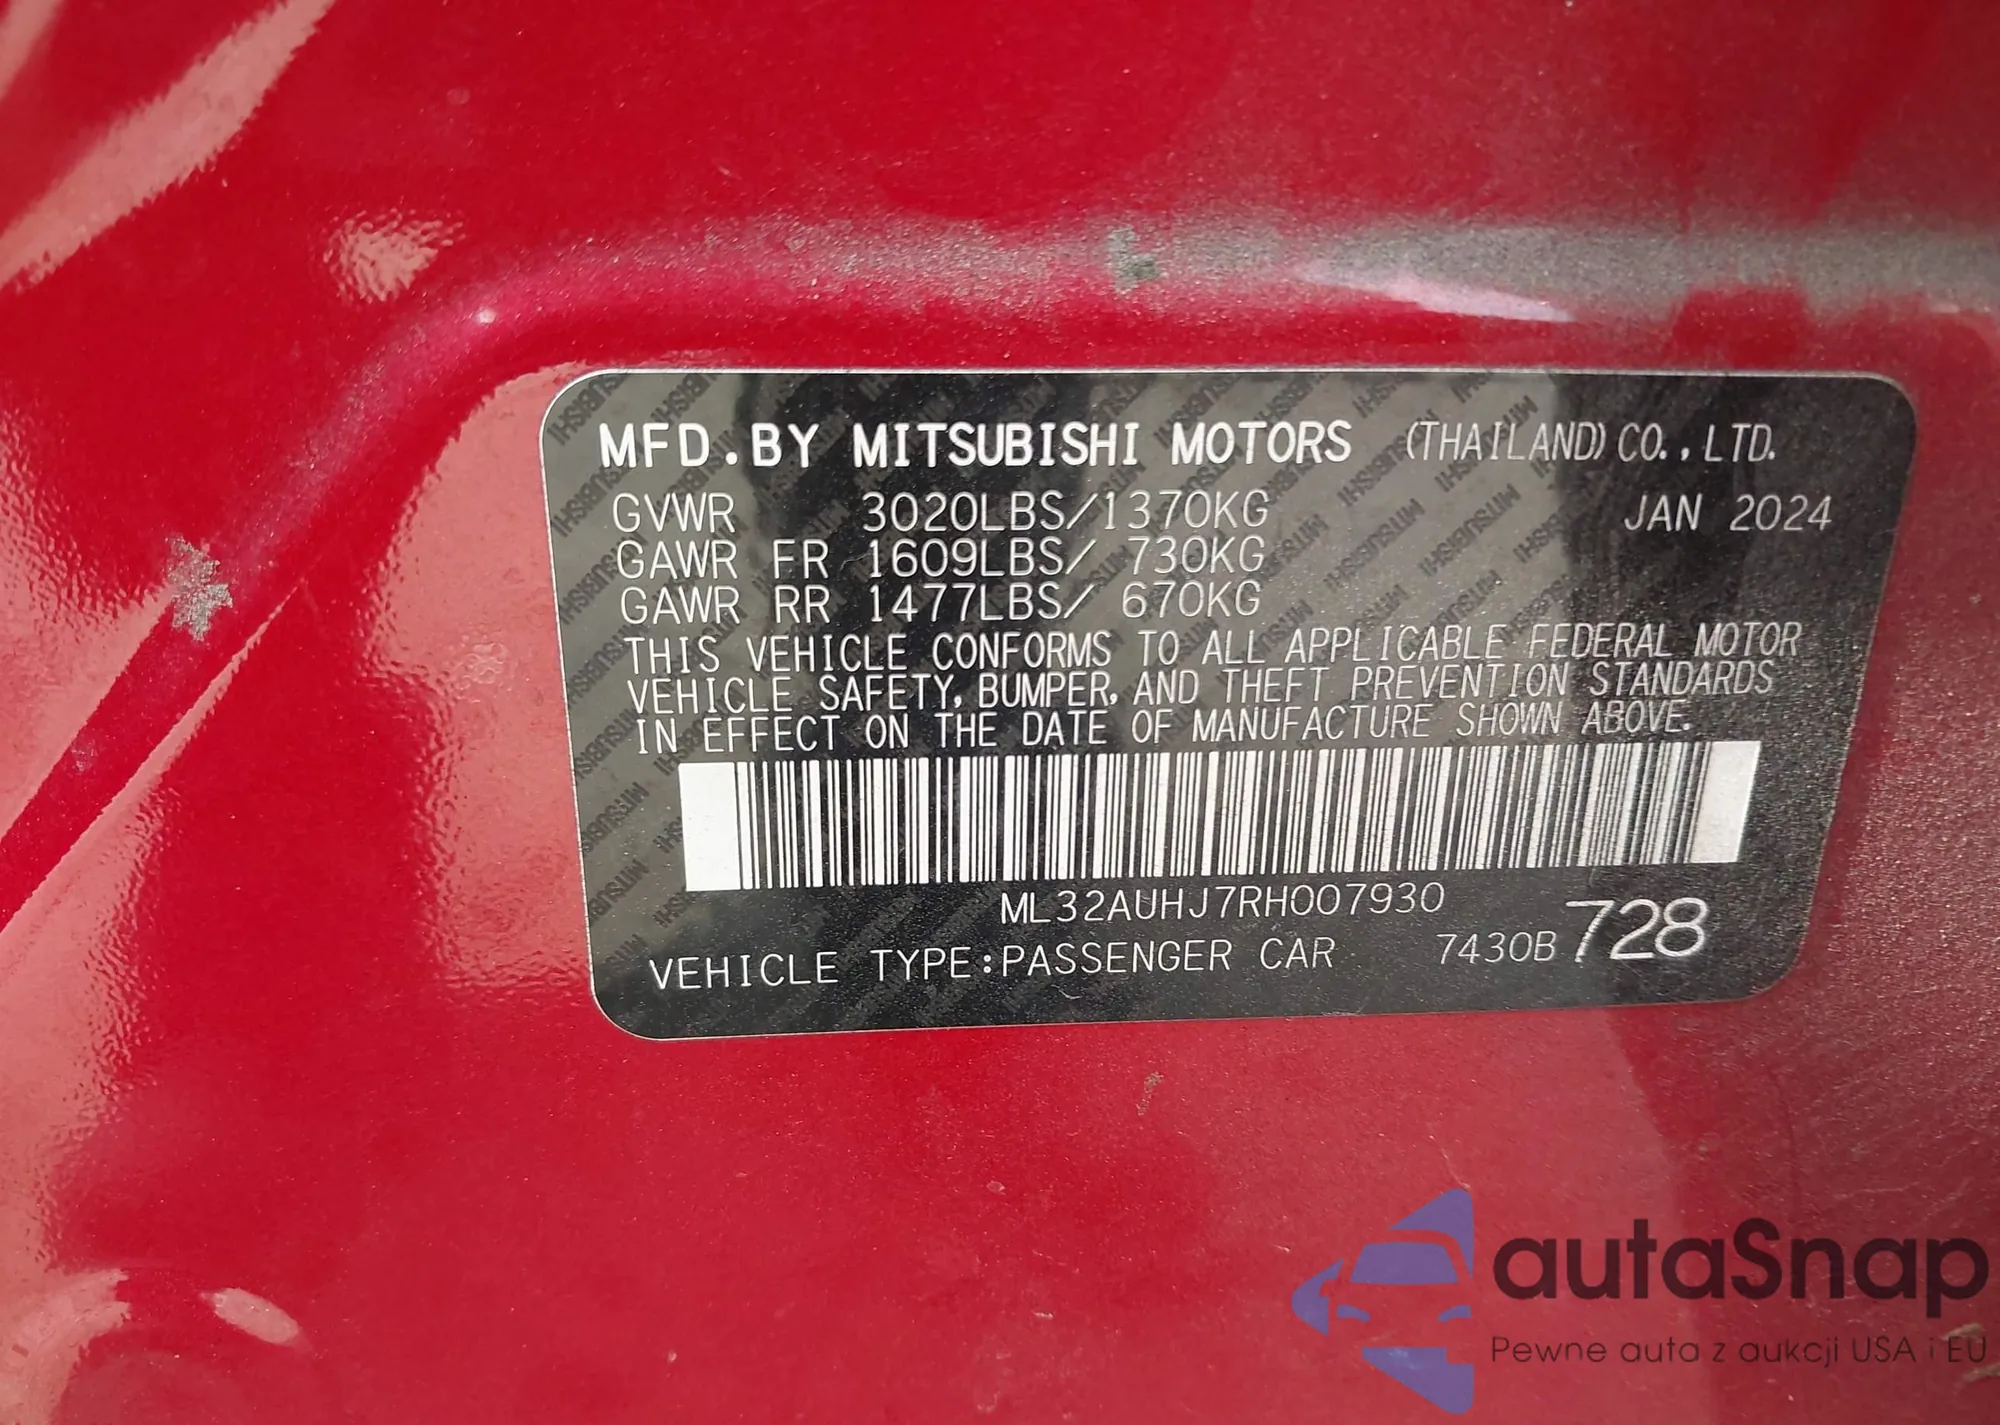 MFD.BY MITSUBISHI MOTORS (THAILAND) CO.,LTD.
GVWR 3020LBS/1370KG JAN 2024
GAWR FR 1609LBS/ 730KG
GAWR RR 1477LBS/ 670KG
THIS VEHICLE CONFORMS TO ALL APPLICABLE FEDERAL MOTOR
VEHICLE SAFETY, BUMPER, AND THEFT PREVENTION STANDARDS
IN EFFECT ON THE DATE OF MANUFACTURE SHOWN ABOVE.
ML32AUHJ7RH007930
VEHICLE TYPE:PASSENGER CAR 7430B 728
autaSnap
Pewne auta z aukcji USA i EU